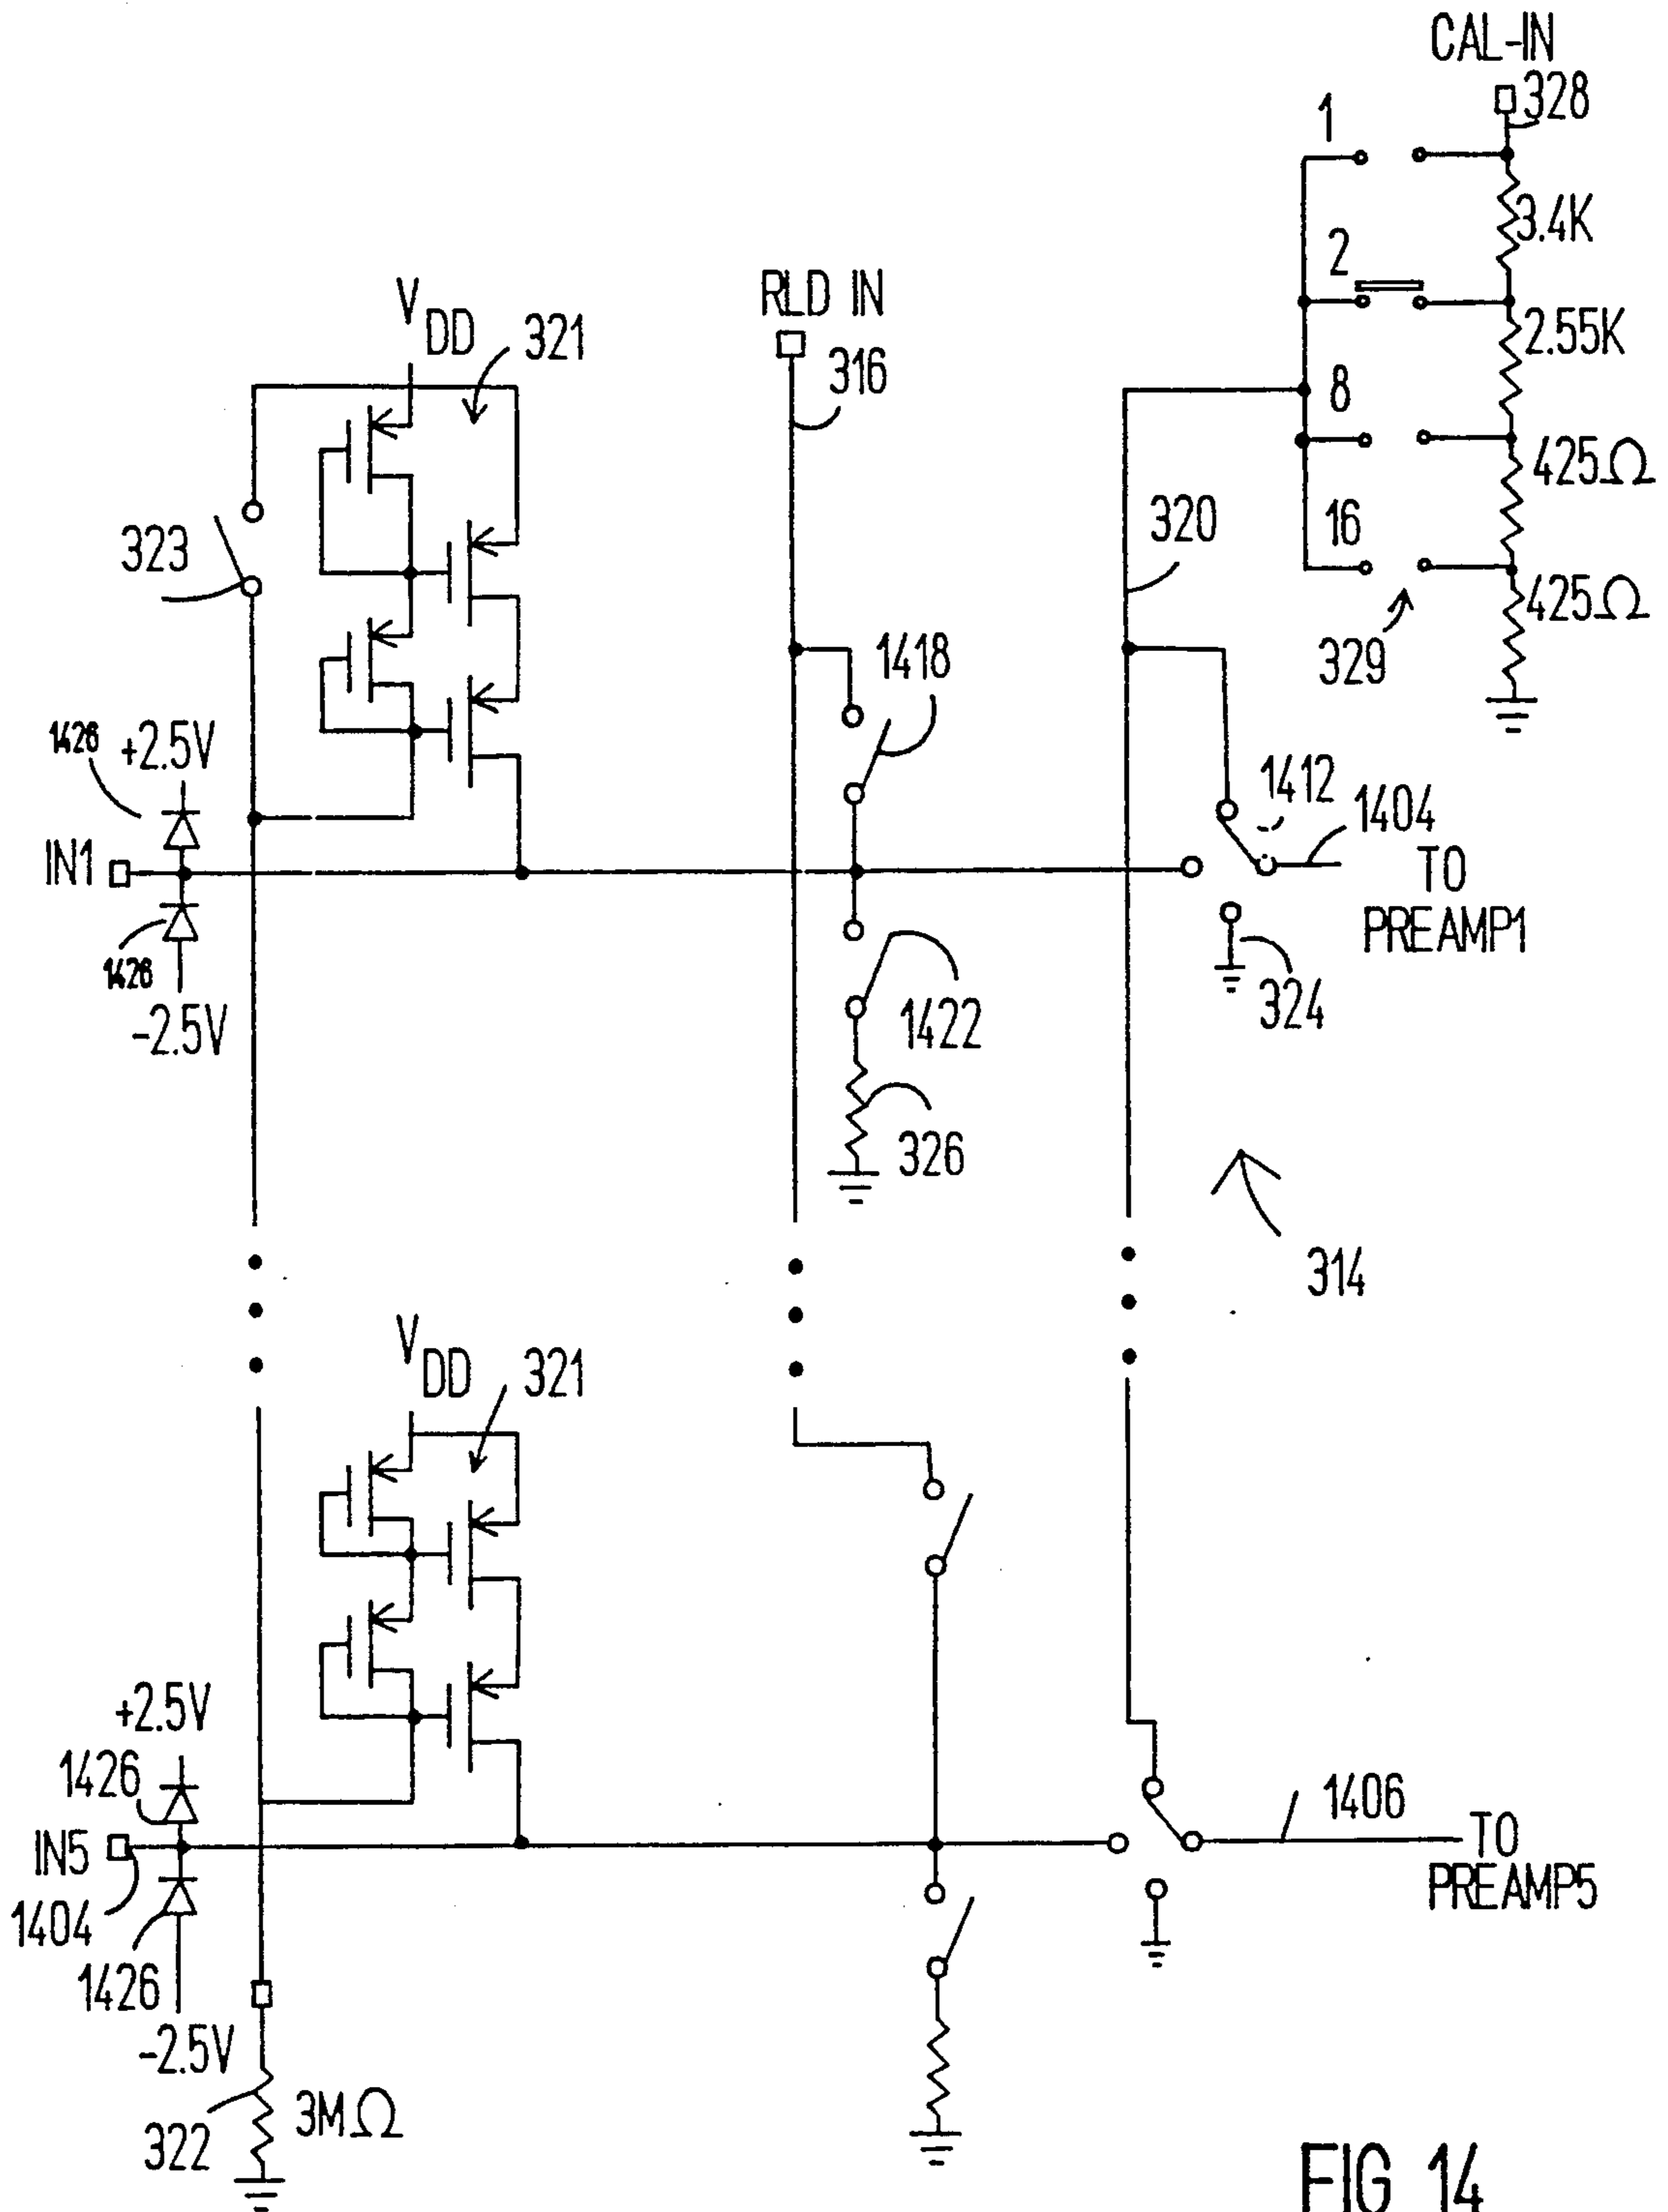 CAL-IN
328
1
3.4K
2
2.55K
RLD IN
316
V
DD
321
8
425Ω
320
16
323
425Ω
329
1418
1426
+2.5V
1412
1404
IN1
TO
PREAMP1
1426
-2.5V
1422
324
326
314
V
DD
321
+2.5V
1426
1406
IN5
TO
PREAMP5
1404
1426
-2.5V
3MΩ
322
FIG 14